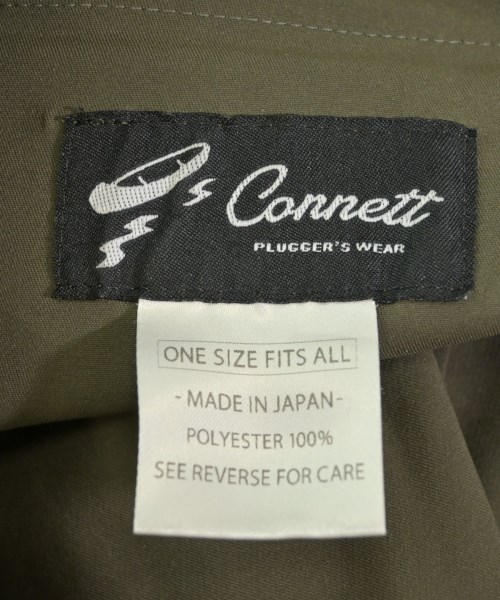 Connett
PLUGGER'S WEAR
ONE SIZE FITS ALL
- MADE IN JAPAN-
POLYESTER 100%
SEE REVERSE FOR CARE